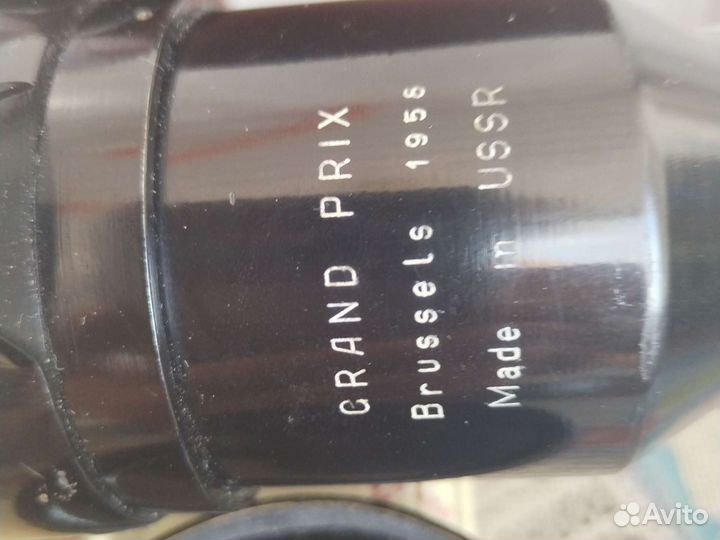 GRAND PRIX
Brussels 1958
Made in USSR
Avito